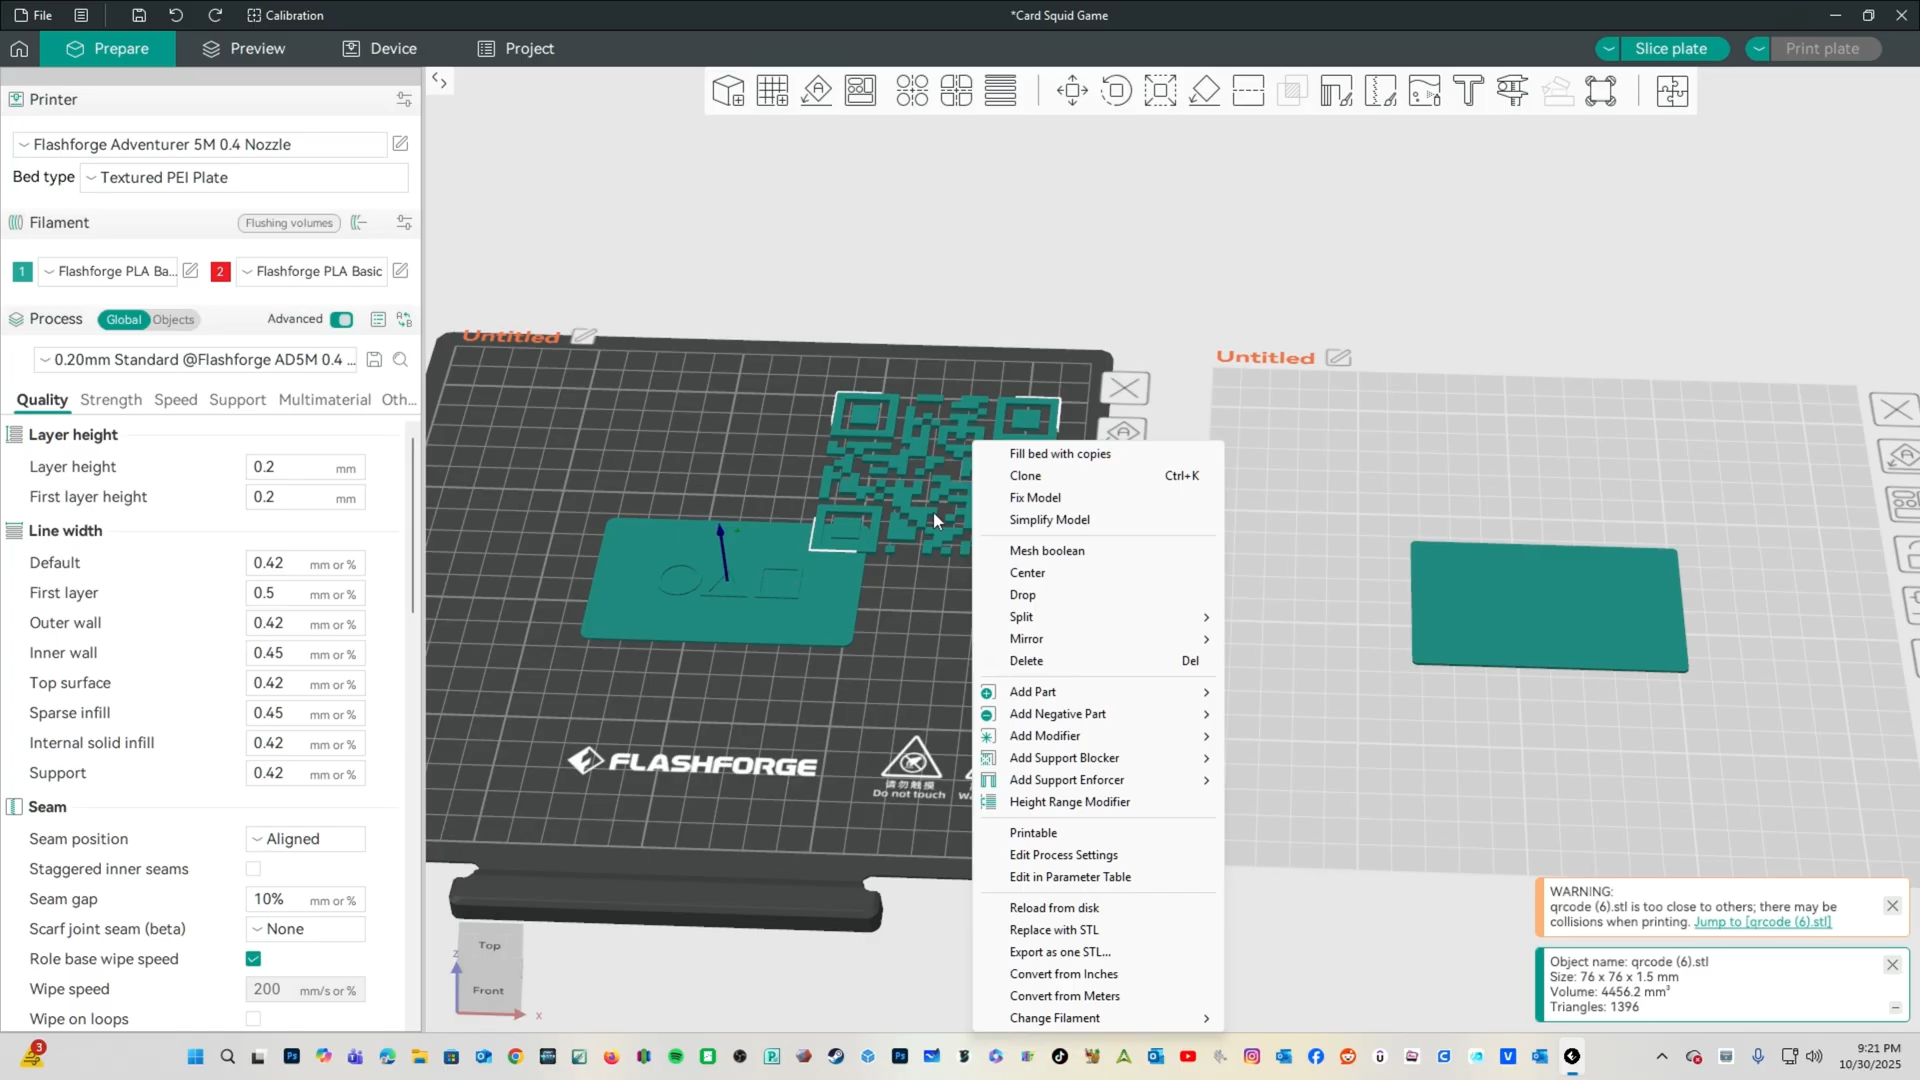 File
Calibration
*Card Squid Game
Prepare
Preview
Device
Project
Slice plate
Print plate
Printer
Flashforge Adventurer 5M 0.4 Nozzle
Bed type
Textured PEI Plate
Filament
Flushing volumes
1
Flashforge PLA Ba...
2
Flashforge PLA Basic
Process
Global
Objects
Advanced
0.20mm Standard @Flashforge AD5M 0.4 ...
Quality
Strength
Speed
Support
Multimaterial
Oth...
Layer height
Layer height 0.2 mm
First layer height 0.2 mm
Line width
Default 0.42 mm or %
First layer 0.5 mm or %
Outer wall 0.42 mm or %
Inner wall 0.45 mm or %
Top surface 0.42 mm or %
Sparse infill 0.45 mm or %
Internal solid infill 0.42 mm or %
Support 0.42 mm or %
Seam
Seam position Aligned
Staggered inner seams
Seam gap 10% mm or %
Scarf joint seam (beta) None
Role base wipe speed
Wipe speed 200 mm/s or %
Wipe on loops
Untitled
Untitled
FLASHFORGE
请勿触摸
Do not touch
Top
Front
z
x
Fill bed with copies
Clone Ctrl+K
Fix Model
Simplify Model
Mesh boolean
Center
Drop
Split
Mirror
Delete Del
Add Part
Add Negative Part
Add Modifier
Add Support Blocker
Add Support Enforcer
Height Range Modifier
Printable
Edit Process Settings
Edit in Parameter Table
Reload from disk
Replace with STL
Export as one STL...
Convert from Inches
Convert from Meters
Change Filament
WARNING:
qrcode (6).stl is too close to others; there may be
collisions when printing. Jump to [qrcode (6).stl]
Object name: qrcode (6).stl
Size: 76 x 76 x 1.5 mm
Volume: 4456.2 mm³
Triangles: 1396
3
9:21 PM
10/30/2025